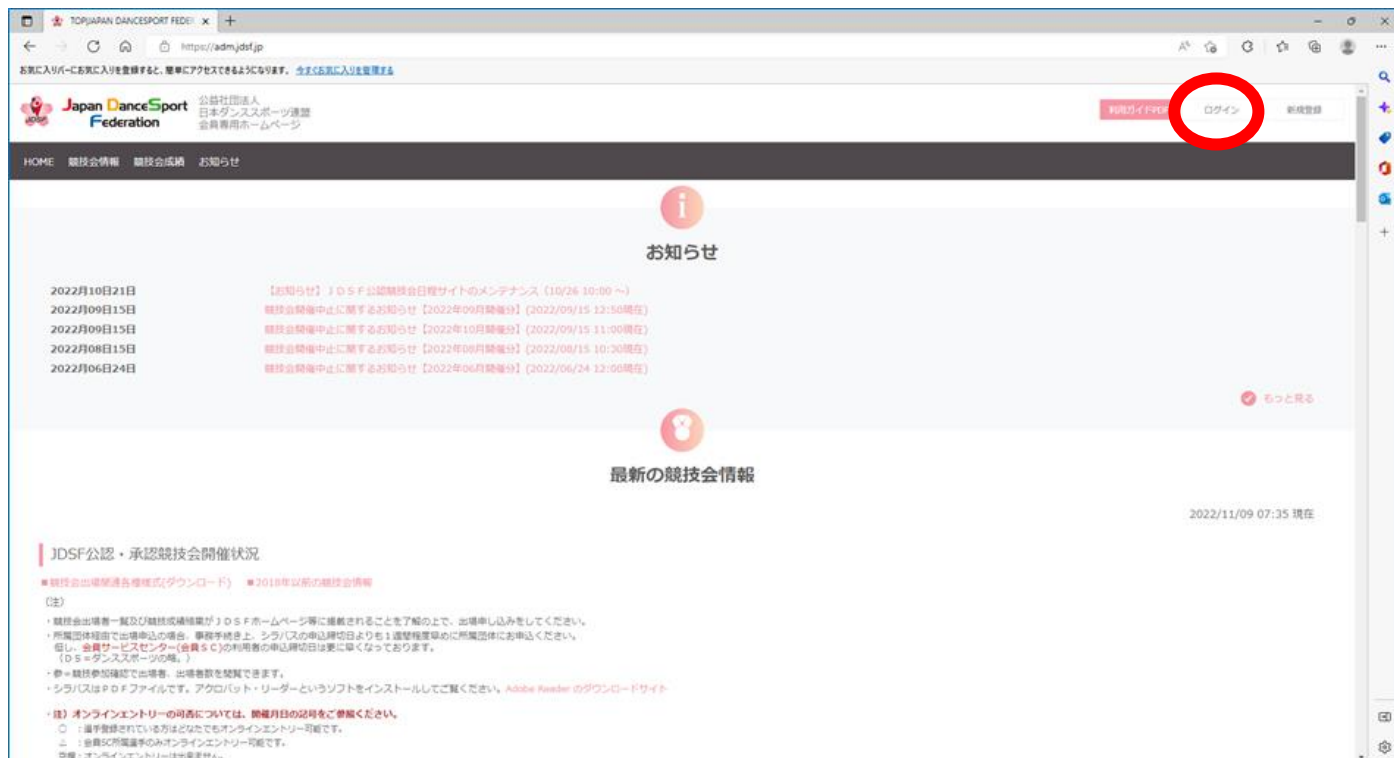 TOP|JAPAN DANCESPORT FEDE
https://adm.jdsf.jp
お気に入りバーにお気に入りを登録すると、簡単にアクセスできるようになります。 今すぐお気に入りを管理する
Japan DanceSport Federation
公益社団法人
日本ダンススポーツ連盟
会員専用ホームページ
利用ガイドPDF ログイン 新規登録
HOME 競技会情報 競技会成績 お知らせ
お知らせ
2022月10日21日 【お知らせ】JDSF公認競技会日程サイトのメンテナンス（10/26 10:00 ～）
2022月09日15日 競技会開催中止に関するお知らせ【2022年09月開催分】(2022/09/15 12:50現在)
2022月09日15日 競技会開催中止に関するお知らせ【2022年10月開催分】(2022/09/15 11:00現在)
2022月08日15日 競技会開催中止に関するお知らせ【2022年08月開催分】(2022/08/15 10:30現在)
2022月06日24日 競技会開催中止に関するお知らせ【2022年06月開催分】(2022/06/24 12:00現在)
もっと見る
最新の競技会情報
2022/11/09 07:35 現在
JDSF公認・承認競技会開催状況
■競技会出場関連各種様式(ダウンロード) ■2018年以前の競技会情報
（注）
・競技会出場者一覧及び競技成績結果がJDSFホームページ等に掲載されることを了解の上で、出場申し込みをしてください。
・所属団体経由で出場申込の場合、事務手続き上、シラバスの申込締切日よりも１週間程度早めに所属団体にお申込ください。
但し、会員サービスセンター(会員SC)の利用者の申込締切日は更に早くなっております。
（DS＝ダンススポーツの略。）
・参＝競技参加確認で出場者、出場者数を閲覧できます。
・シラバスはPDFファイルです。アクロバット・リーダーというソフトをインストールしてご覧ください。Adobe Reader のダウンロードサイト
・注）オンラインエントリーの可否については、開催月日の記号をご参照ください。
○ ：選手登録されている方はどなたでもオンラインエントリー可能です。
△ ：会員SC所属選手のみオンラインエントリー可能です。
空欄：オンラインエントリーは出来ません。